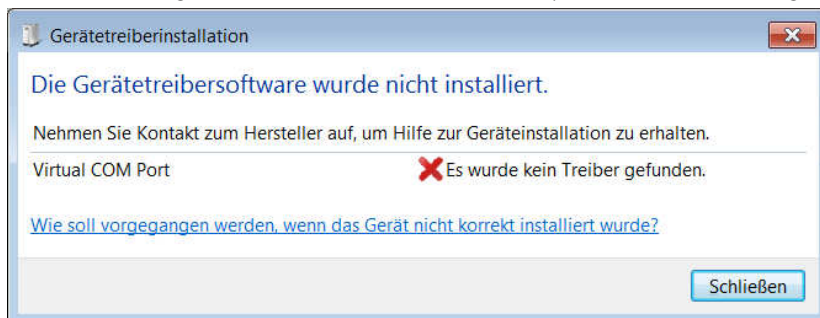 Gerätetreiberinstallation
Die Gerätetreibersoftware wurde nicht installiert.
Nehmen Sie Kontakt zum Hersteller auf, um Hilfe zur Geräteinstallation zu erhalten.
Virtual COM Port Es wurde kein Treiber gefunden.
Wie soll vorgegangen werden, wenn das Gerät nicht korrekt installiert wurde?
Schließen